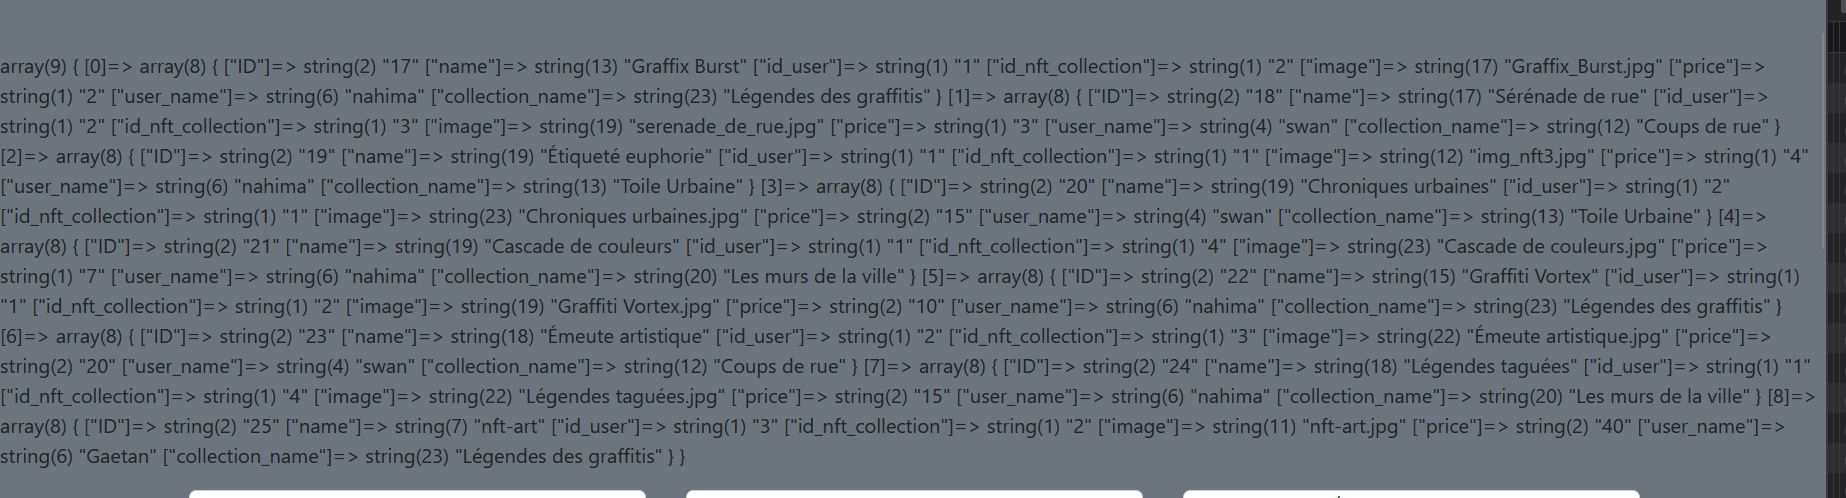 array(9) { [0]=> array(8) { ["ID"]=> string(2) "17" ["name"]=> string(13) "Graffix Burst" ["id_user"]=> string(1) "1" ["id_nft_collection"]=> string(1) "2" ["image"]=> string(17) "Graffix_Burst.jpg" ["price"]=>
string(1) "2" ["user_name"]=> string(6) "nahima" ["collection_name"]=> string(23) "Légendes des graffitis" } [1]=> array(8) { ["ID"]=> string(2) "18" ["name"]=> string(17) "Sérénade de rue" ["id_user"]=>
string(1) "2" ["id_nft_collection"]=> string(1) "3" ["image"]=> string(19) "serenade_de_rue.jpg" ["price"]=> string(1) "3" ["user_name"]=> string(4) "swan" ["collection_name"]=> string(12) "Coups de rue" }
[2]=> array(8) { ["ID"]=> string(2) "19" ["name"]=> string(19) "Étiqueté euphorie" ["id_user"]=> string(1) "1" ["id_nft_collection"]=> string(1) "1" ["image"]=> string(12) "img_nft3.jpg" ["price"]=> string(1) "4"
["user_name"]=> string(6) "nahima" ["collection_name"]=> string(13) "Toile Urbaine" } [3]=> array(8) { ["ID"]=> string(2) "20" ["name"]=> string(19) "Chroniques urbaines" ["id_user"]=> string(1) "2"
["id_nft_collection"]=> string(1) "1" ["image"]=> string(23) "Chroniques urbaines.jpg" ["price"]=> string(2) "15" ["user_name"]=> string(4) "swan" ["collection_name"]=> string(13) "Toile Urbaine" } [4]=>
array(8) { ["ID"]=> string(2) "21" ["name"]=> string(19) "Cascade de couleurs" ["id_user"]=> string(1) "1" ["id_nft_collection"]=> string(1) "4" ["image"]=> string(23) "Cascade de couleurs.jpg" ["price"]=>
string(1) "7" ["user_name"]=> string(6) "nahima" ["collection_name"]=> string(20) "Les murs de la ville" } [5]=> array(8) { ["ID"]=> string(2) "22" ["name"]=> string(15) "Graffiti Vortex" ["id_user"]=> string(1)
"1" ["id_nft_collection"]=> string(1) "2" ["image"]=> string(19) "Graffiti Vortex.jpg" ["price"]=> string(2) "10" ["user_name"]=> string(6) "nahima" ["collection_name"]=> string(23) "Légendes des graffitis" }
[6]=> array(8) { ["ID"]=> string(2) "23" ["name"]=> string(18) "Émeute artistique" ["id_user"]=> string(1) "2" ["id_nft_collection"]=> string(1) "3" ["image"]=> string(22) "Émeute artistique.jpg" ["price"]=>
string(2) "20" ["user_name"]=> string(4) "swan" ["collection_name"]=> string(12) "Coups de rue" } [7]=> array(8) { ["ID"]=> string(2) "24" ["name"]=> string(18) "Légendes taguées" ["id_user"]=> string(1) "1"
["id_nft_collection"]=> string(1) "4" ["image"]=> string(22) "Légendes taguées.jpg" ["price"]=> string(2) "15" ["user_name"]=> string(6) "nahima" ["collection_name"]=> string(20) "Les murs de la ville" } [8]=>
array(8) { ["ID"]=> string(2) "25" ["name"]=> string(7) "nft-art" ["id_user"]=> string(1) "3" ["id_nft_collection"]=> string(1) "2" ["image"]=> string(11) "nft-art.jpg" ["price"]=> string(2) "40" ["user_name"]=>
string(6) "Gaetan" ["collection_name"]=> string(23) "Légendes des graffitis" } }